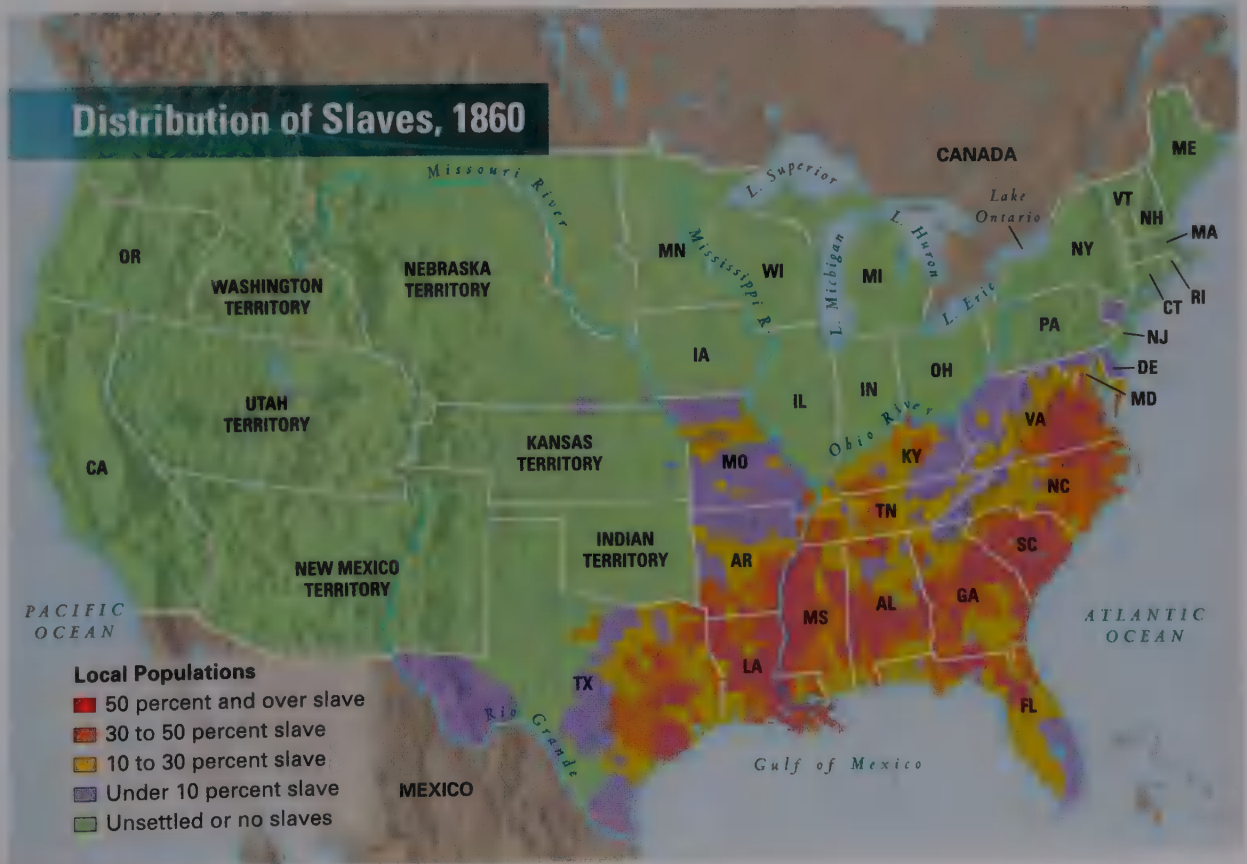 Distribution of Slaves, 1860
CANADA
ME
Missouri River
L. Superior
Lake
Ontario
VT
NH
MA
OR
WASHINGTON
TERRITORY
NEBRASKA
TERRITORY
MN
Mississippi R.
WI
L. Michigan
MI
L. Huron
NY
L. Erie
CT
RI
PA
NJ
IA
OH
DE
IL
IN
MD
UTAH
TERRITORY
Ohio River
VA
KANSAS
TERRITORY
KY
CA
MO
NC
TN
INDIAN
TERRITORY
AR
SC
NEW MEXICO
TERRITORY
MS
AL
GA
PACIFIC
OCEAN
ATLANTIC
OCEAN
LA
TX
FL
Rio Grande
Gulf of Mexico
MEXICO
Local Populations
50 percent and over slave
30 to 50 percent slave
10 to 30 percent slave
Under 10 percent slave
Unsettled or no slaves